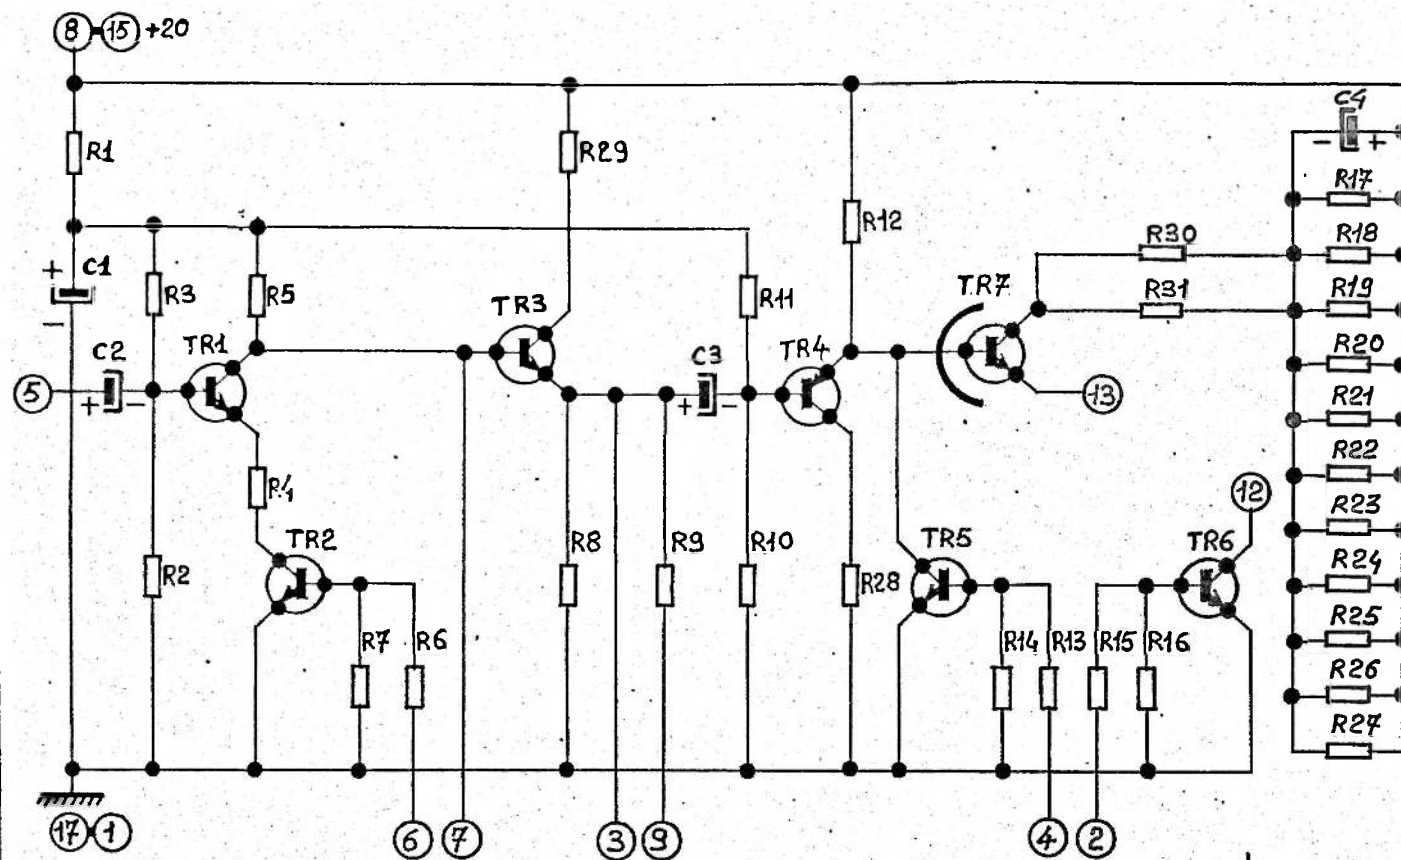 8 15 +20
C4
R1
R29
R17
R12
R30
R18
+ C1
R3
R5
R11
TR7
R31
R19
TR3
-
C2
TR1
C3
TR4
R20
5
+ -
+ -
13
R21
R4
R22
12
R23
TR2
R8
R9
R10
TR5
TR6
R2
R28
R24
R7
R6
R14
R13
R15
R16
R25
R26
R27
17 1
6
7
3
9
4
2
- +